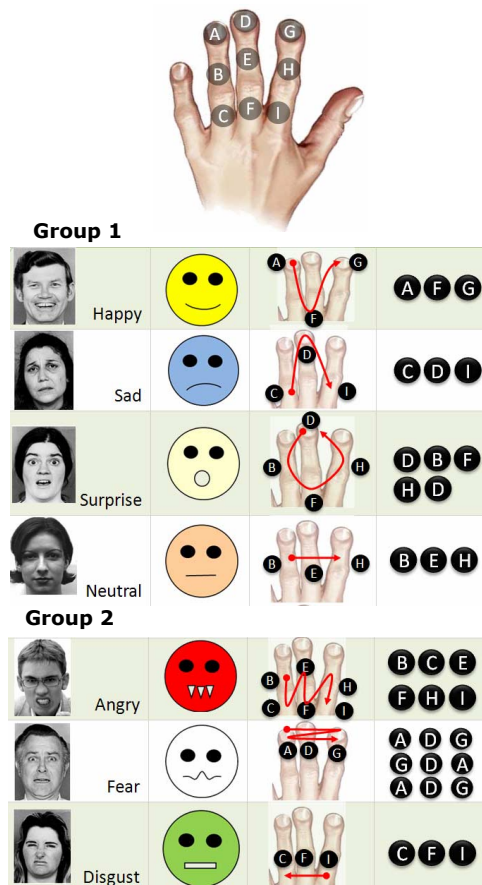 A D G
B E H
C F I
Group 1
Happy
A G
F
A F G
Sad
D
C I
C D I
Surprise
D
B H
F
D B F
H D
Neutral
B E H
B E H
Group 2
Angry
E
B H
C F I
B C E
F H I
Fear
A D G
A D G
G D A
A D G
Disgust
C F I
C F I